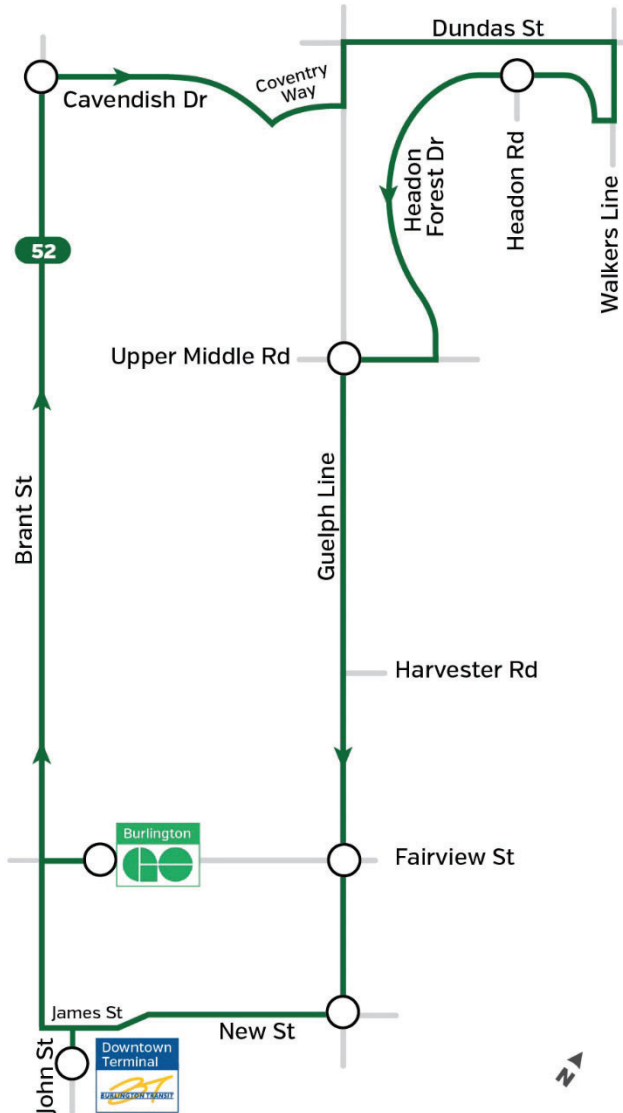 Dundas St
Cavendish Dr
Coventry
Way
Headon
Forest Dr
Headon Rd
Walkers Line
52
Upper Middle Rd
Brant St
Guelph Line
Harvester Rd
Burlington
GO
Fairview St
James St
New St
John St
Downtown
Terminal
BT
BURLINGTON TRANSIT
N